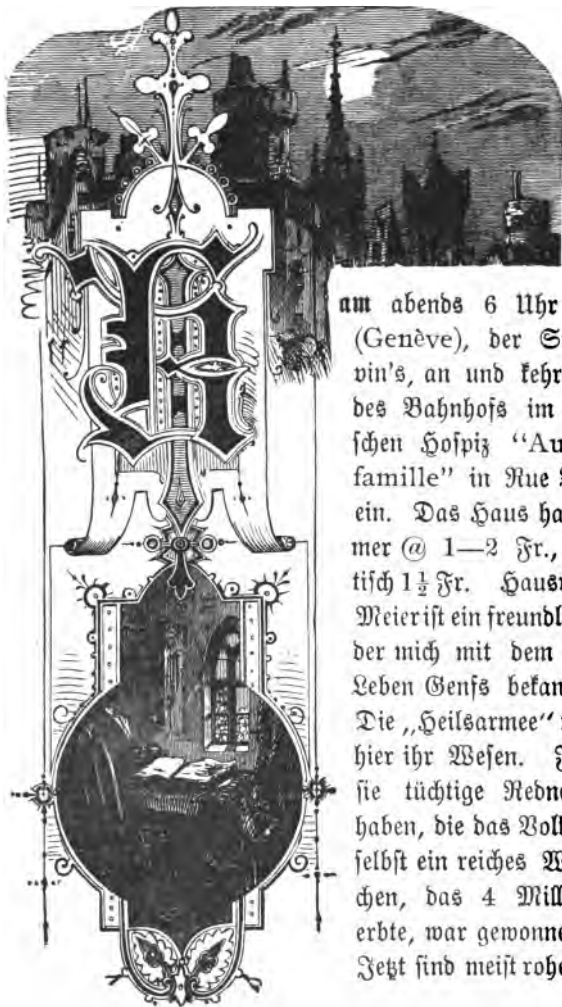 Kam abends 6 Uhr
(Genève), der S
vin's, an und kehr
des Bahnhofs im
schen Hospiz “Au
famille” in Rue
ein. Das Haus ha
mer @ 1—2 Fr.,
tisch 1½ Fr. Haus
Meier ist ein freundl
der mich mit dem
Leben Genfs bekan
Die „Heilsarmee“
hier ihr Wesen.
sie tüchtige Redne
haben, die das Volk
selbst ein reiches
chen, das 4 Mill
erbte, war gewonne
Jetzt sind meist rohe